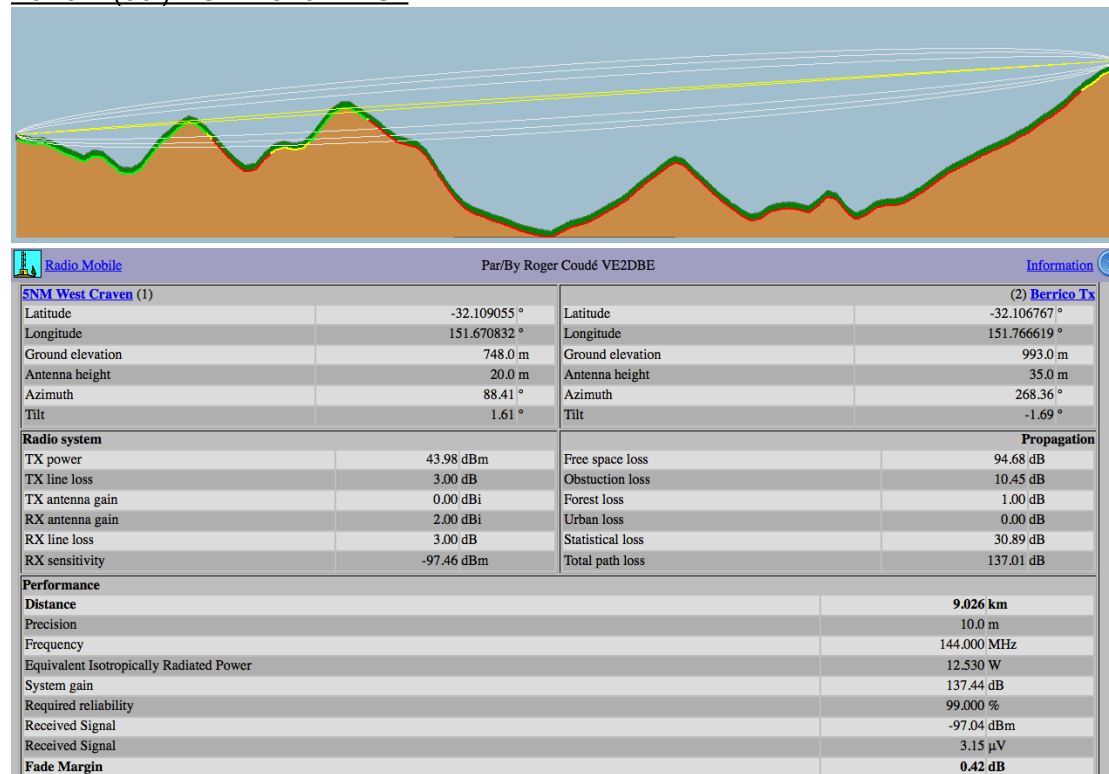 Radio Mobile Par/By Roger Coudé VE2DBE Information
5NM West Craven (1) (2) Berrico Tx
Latitude -32.109055 ° Latitude -32.106767 °
Longitude 151.670832 ° Longitude 151.766619 °
Ground elevation 748.0 m Ground elevation 993.0 m
Antenna height 20.0 m Antenna height 35.0 m
Azimuth 88.41 ° Azimuth 268.36 °
Tilt 1.61 ° Tilt -1.69 °
Radio system Propagation
TX power 43.98 dBm Free space loss 94.68 dB
TX line loss 3.00 dB Obstuction loss 10.45 dB
TX antenna gain 0.00 dBi Forest loss 1.00 dB
RX antenna gain 2.00 dBi Urban loss 0.00 dB
RX line loss 3.00 dB Statistical loss 30.89 dB
RX sensitivity -97.46 dBm Total path loss 137.01 dB
Performance
Distance 9.026 km
Precision 10.0 m
Frequency 144.000 MHz
Equivalent Isotropically Radiated Power 12.530 W
System gain 137.44 dB
Required reliability 99.000 %
Received Signal -97.04 dBm
Received Signal 3.15 µV
Fade Margin 0.42 dB